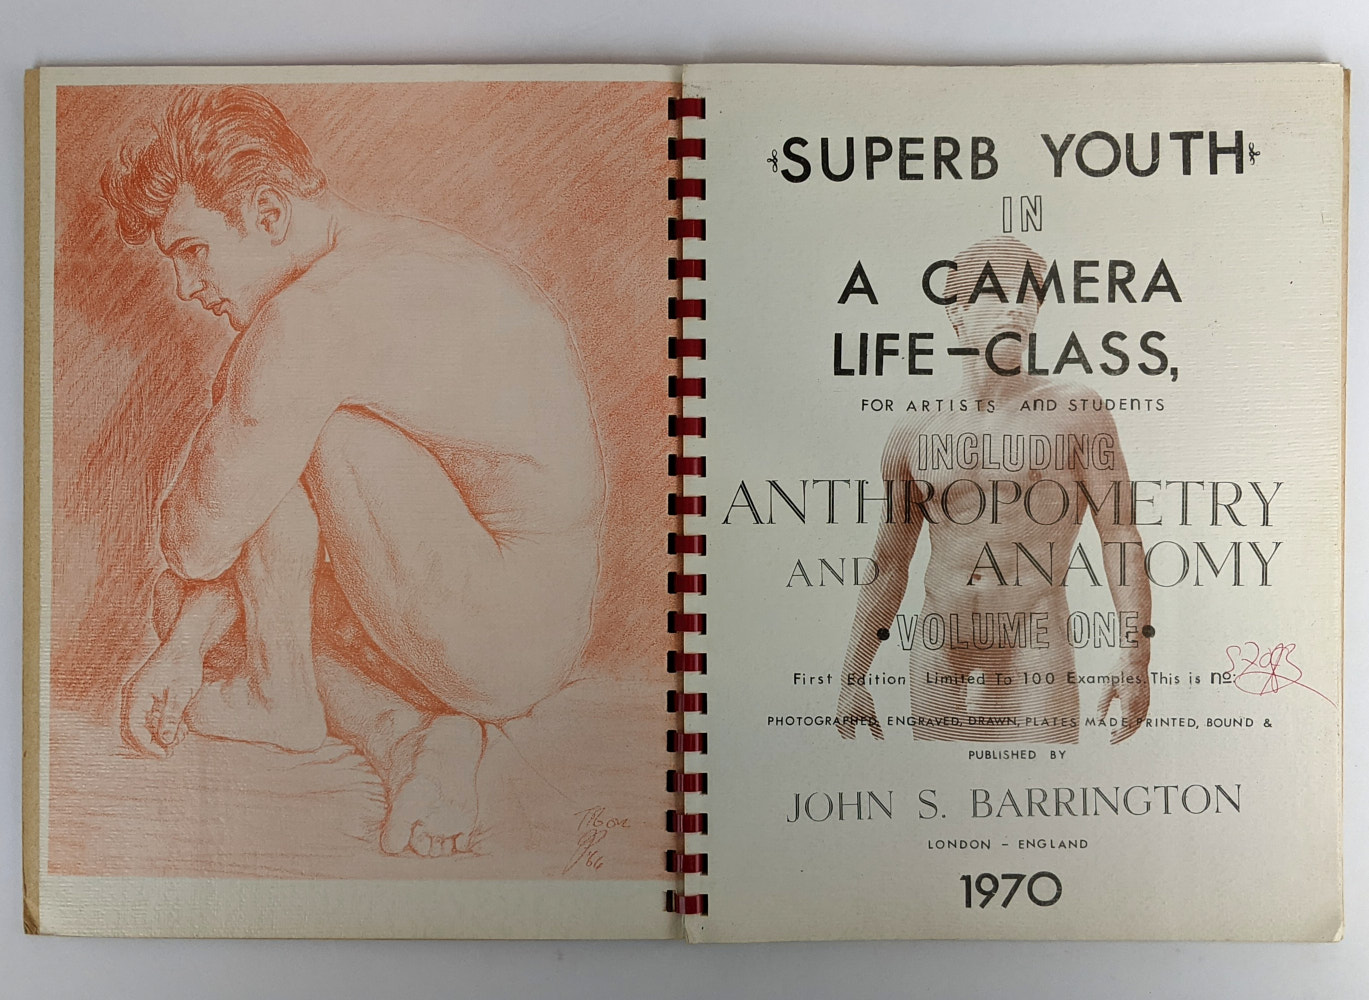 '64
SUPERB YOUTH
IN
A CAMERA
LIFE-CLASS,
FOR ARTISTS AND STUDENTS
INCLUDING
ANTHROPOMETRY
AND ANATOMY
•VOLUME ONE•
First Edition Limited To 100 Examples. This is no:
PHOTOGRAPHED, ENGRAVED, DRAWN, PLATES MADE, PRINTED, BOUND &
PUBLISHED BY
JOHN S. BARRINGTON
LONDON - ENGLAND
1970